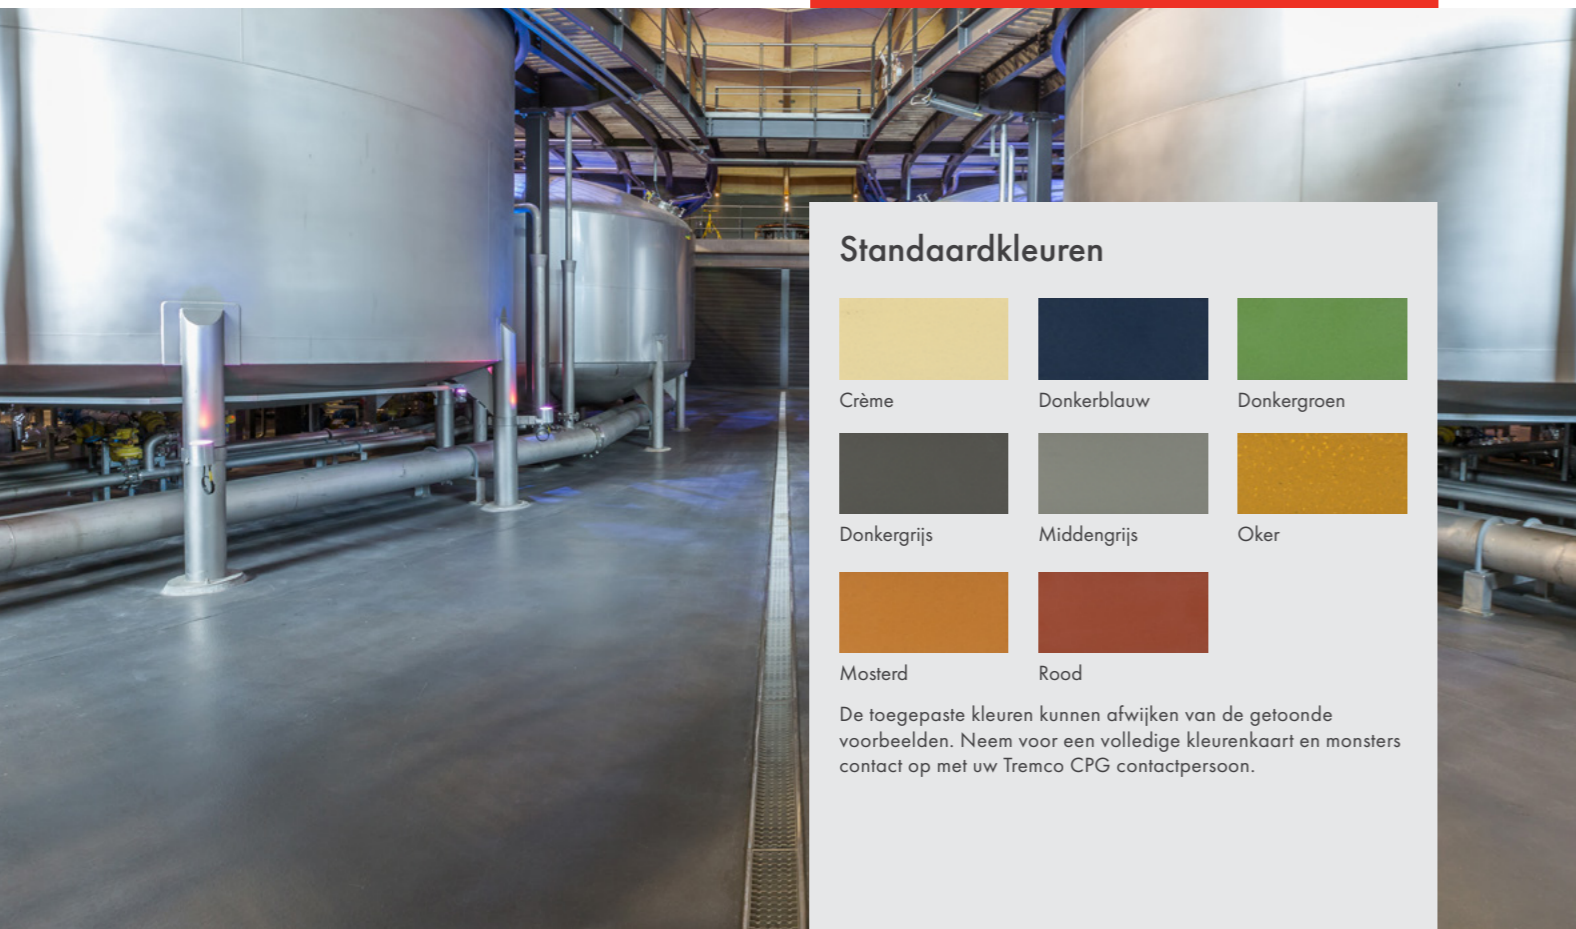 Standaardkleuren
Crème
Donkerblauw
Donkergroen
Donkergrijs
Middengrijs
Oker
Mosterd
Rood
De toegepaste kleuren kunnen afwijken van de getoonde
voorbeelden. Neem voor een volledige kleurenkaart en monsters
contact op met uw Tremco CPG contactpersoon.